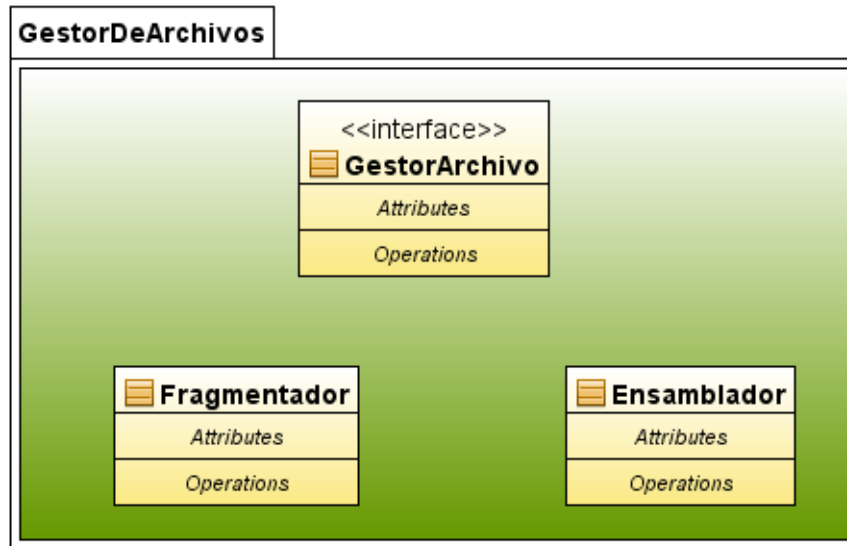 GestorDeArchivos
<<interface>>
GestorArchivo
Attributes
Operations
Fragmentador
Attributes
Operations
Ensamblador
Attributes
Operations